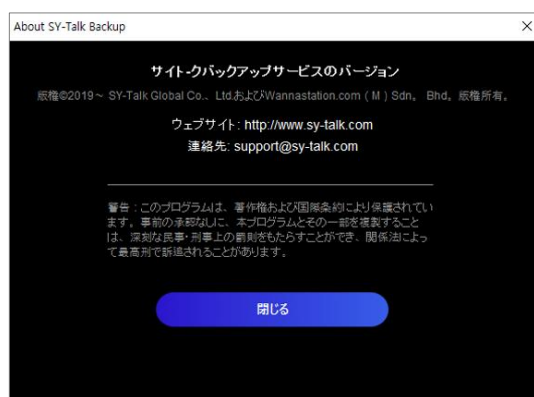 About SY-Talk Backup
サイト-クバックアップサービスのバージョン
版権©2019~ SY-Talk Global Co.、Ltd.およびWannastation.com（M）Sdn。 Bhd。版権所有。
ウェブサイト: http://www.sy-talk.com
連絡先: support@sy-talk.com
警告：このプログラムは、著作権および国際条約により保護されてい
ます。事前の承認なしに、本プログラムとその一部を複製すること
は、深刻な民事・刑事上の罰則をもたらすことができ、関係法によっ
て最高刑で訴追されることがあります。
閉じる